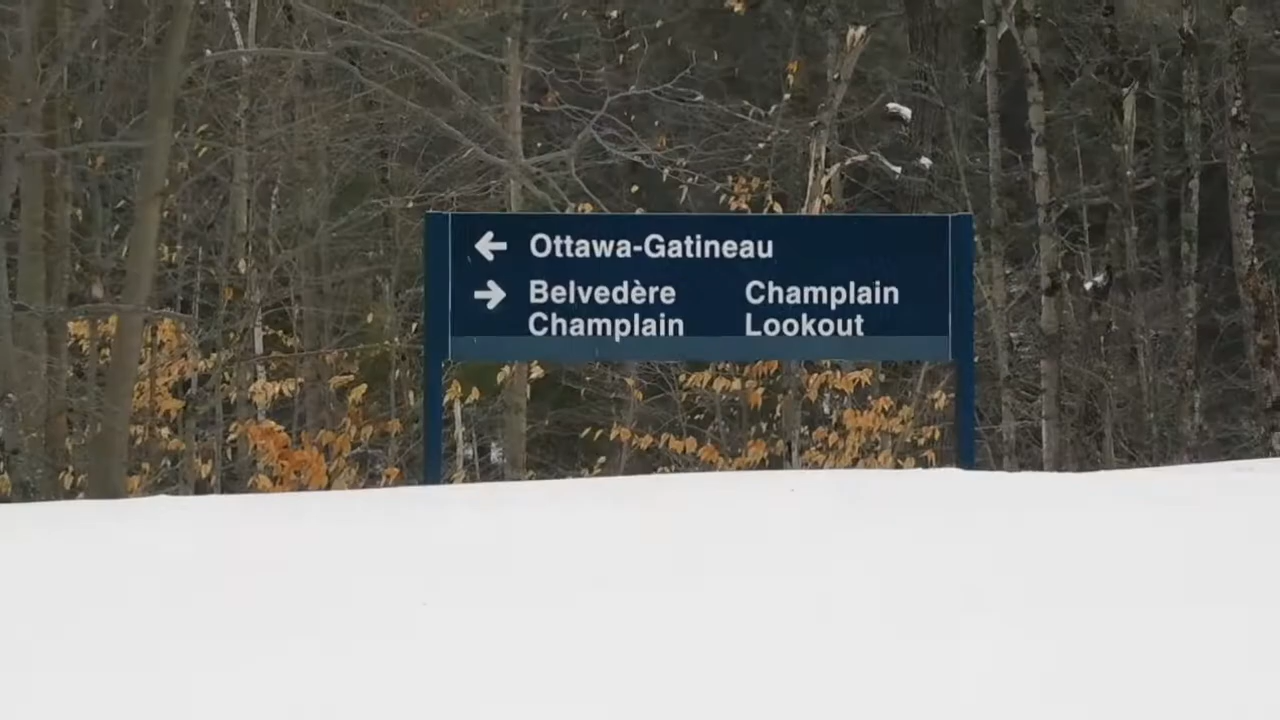 ← Ottawa-Gatineau
→ Belvedère Champlain
Champlain Lookout